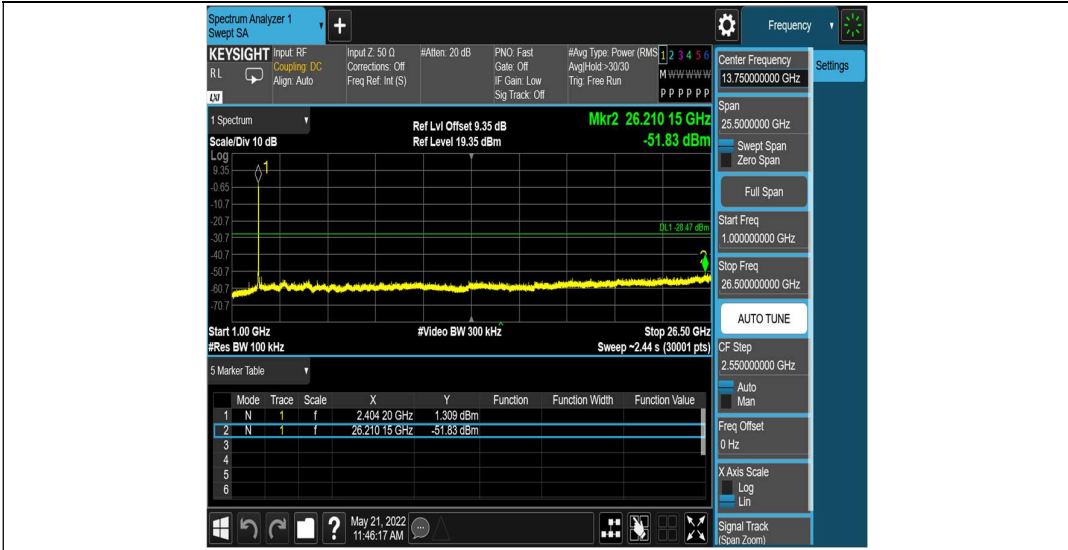 Spectrum Analyzer 1
Swept SA
Frequency
KEYSIGHT
RL
LXI
Input: RF
Coupling: DC
Align: Auto
Input Z: 50 Ω
Corrections: Off
Freq Ref: Int (S)
#Atten: 20 dB
PNO: Fast
Gate: Off
IF Gain: Low
Sig Track: Off
#Avg Type: Power (RMS
Avg|Hold:>30/30
Trig: Free Run
1 2 3 4 5 6
M W W W W W
P P P P P P
1 Spectrum
Scale/Div 10 dB
Ref Lvl Offset 9.35 dB
Ref Level 19.35 dBm
Mkr2 26.210 15 GHz
-51.83 dBm
Log
9.35
-0.65
-10.7
-20.7
-30.7
-40.7
-50.7
-60.7
-70.7
1
2
DL1 -28.47 dBm
Start 1.00 GHz
#Video BW 300 kHz
Stop 26.50 GHz
#Res BW 100 kHz
Sweep ~2.44 s (30001 pts)
5 Marker Table
Mode Trace Scale X Y Function Function Width Function Value
1 N 1 f 2.404 20 GHz 1.309 dBm
2 N 1 f 26.210 15 GHz -51.83 dBm
3
4
5
6
May 21, 2022
11:46:17 AM
Center Frequency
13.750000000 GHz
Settings
Span
25.5000000 GHz
Swept Span
Zero Span
Full Span
Start Freq
1.000000000 GHz
Stop Freq
26.500000000 GHz
AUTO TUNE
CF Step
2.550000000 GHz
Auto
Man
Freq Offset
0 Hz
X Axis Scale
Log
Lin
Signal Track
(Span Zoom)